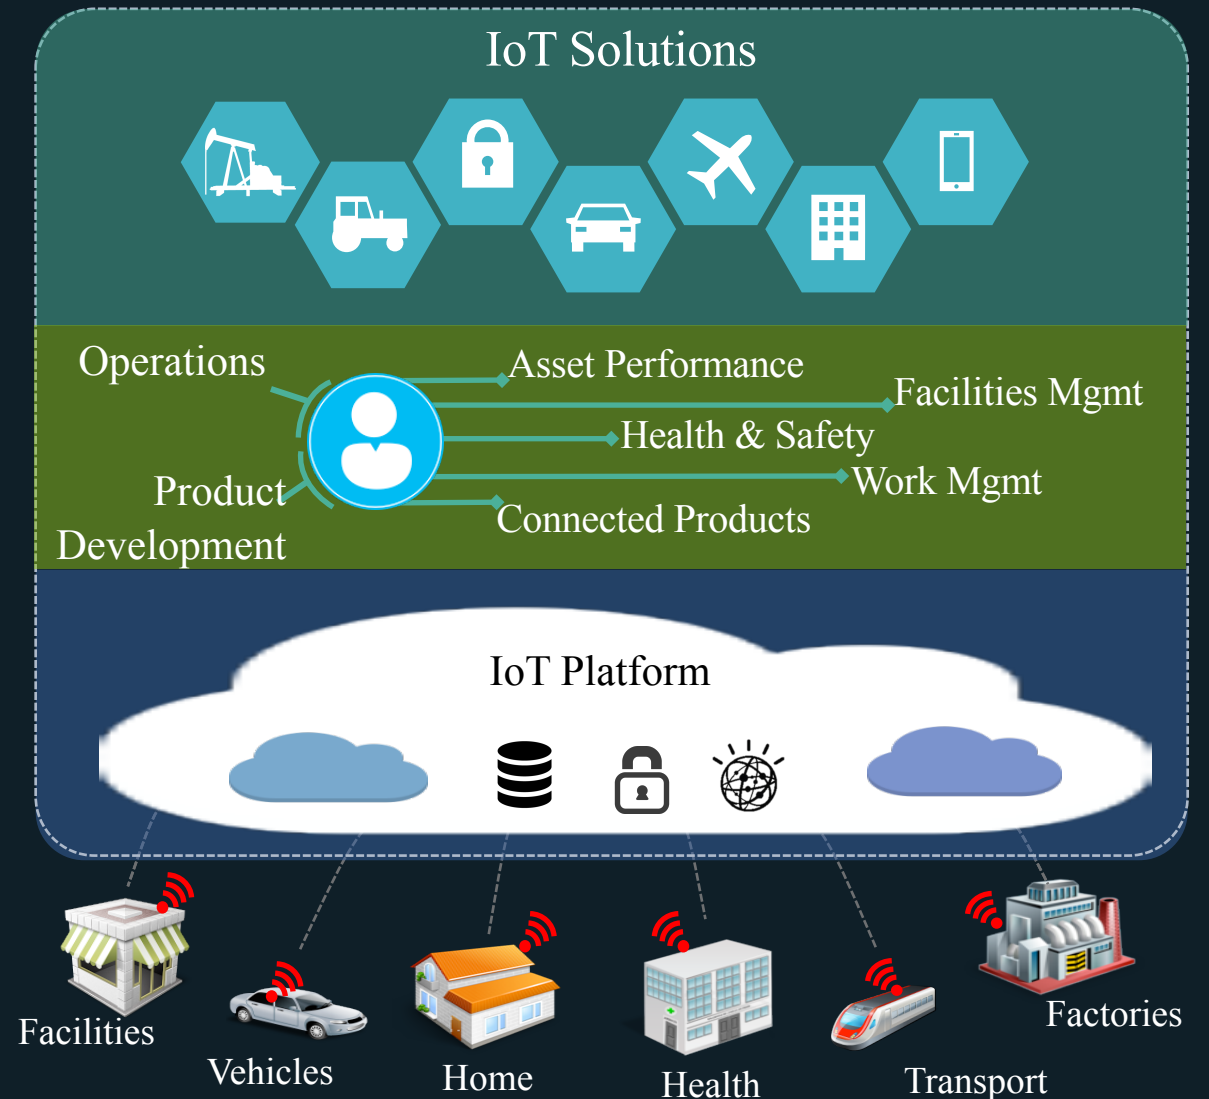 IoT Solutions
Operations
Asset Performance
Facilities Mgmt
Health & Safety
Product
Development
Work Mgmt
Connected Products
IoT Platform
Facilities
Vehicles
Home
Health
Transport
Factories